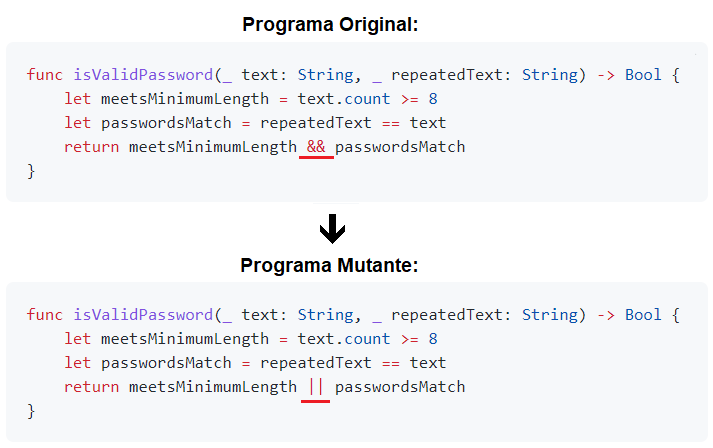 Programa Original:
func isValidPassword(_ text: String, _ repeatedText: String) -> Bool {
    let meetsMinimumLength = text.count >= 8
    let passwordsMatch = repeatedText == text
    return meetsMinimumLength && passwordsMatch
}
Programa Mutante:
func isValidPassword(_ text: String, _ repeatedText: String) -> Bool {
    let meetsMinimumLength = text.count >= 8
    let passwordsMatch = repeatedText == text
    return meetsMinimumLength || passwordsMatch
}